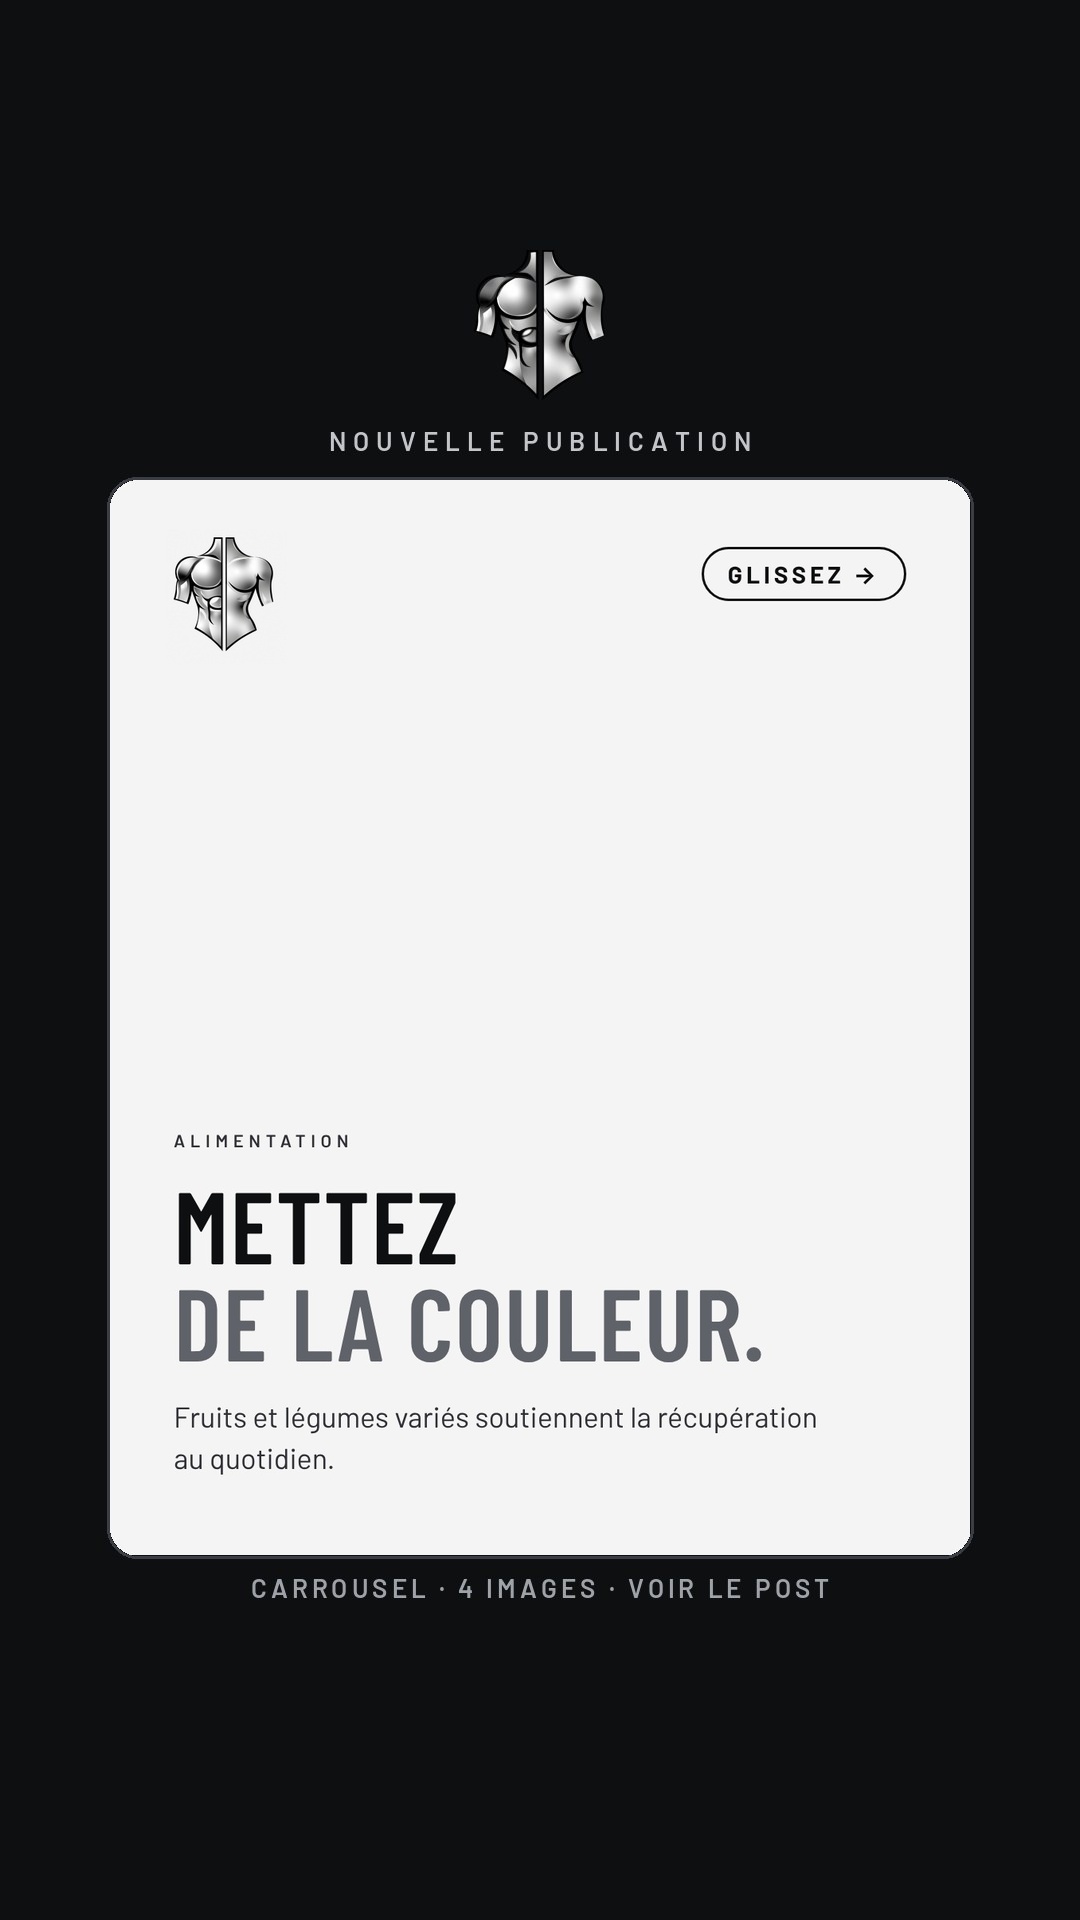 NOUVELLE PUBLICATION
GLISSEZ →
ALIMENTATION
METTEZ
DE LA COULEUR.
Fruits et légumes variés soutiennent la récupération
au quotidien.
CARROUSEL · 4 IMAGES · VOIR LE POST